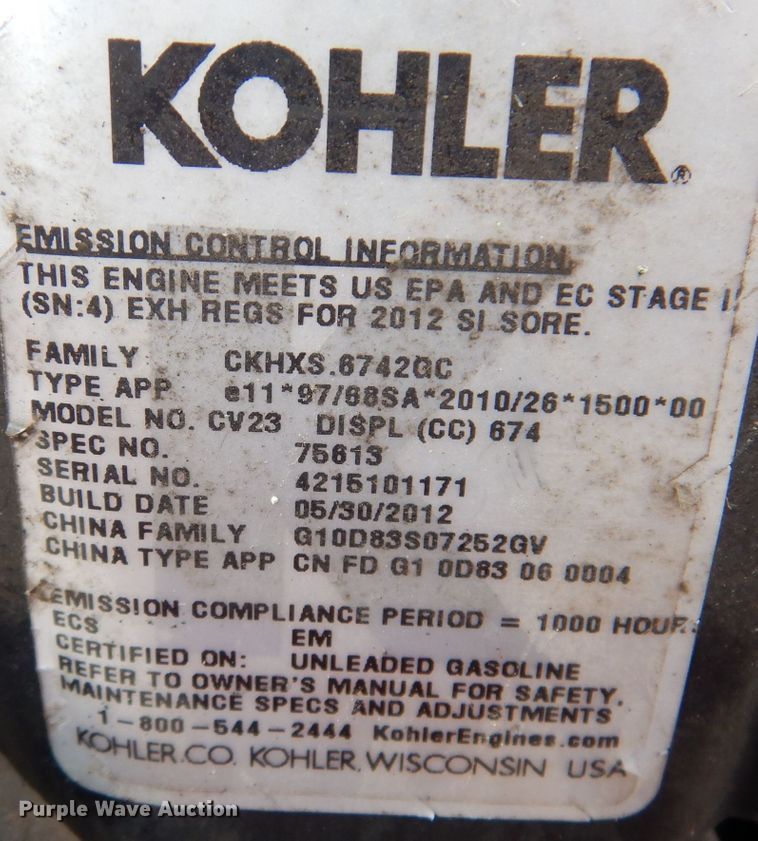 KOHLER®
EMISSION CONTROL INFORMATION
THIS ENGINE MEETS US EPA AND EC STAGE
(SN:4) EXH REGS FOR 2012 SI SORE.
FAMILY CKHXS.6742GC
TYPE APP e11*97/68SA*2010/26*1500*00
MODEL NO. CV23 DISPL (CC) 674
SPEC NO. 75613
SERIAL NO. 4215101171
BUILD DATE 05/30/2012
CHINA FAMILY G10D83S07252GV
CHINA TYPE APP CN FD G1 0D83 06 0004
EMISSION COMPLIANCE PERIOD = 1000 HOURS
ECS EM
CERTIFIED ON: UNLEADED GASOLINE
REFER TO OWNER'S MANUAL FOR SAFETY,
MAINTENANCE SPECS AND ADJUSTMENTS
1-800-544-2444 KohlerEngines.com
KOHLER.CO. KOHLER, WISCONSIN USA
Purple Wave Auction